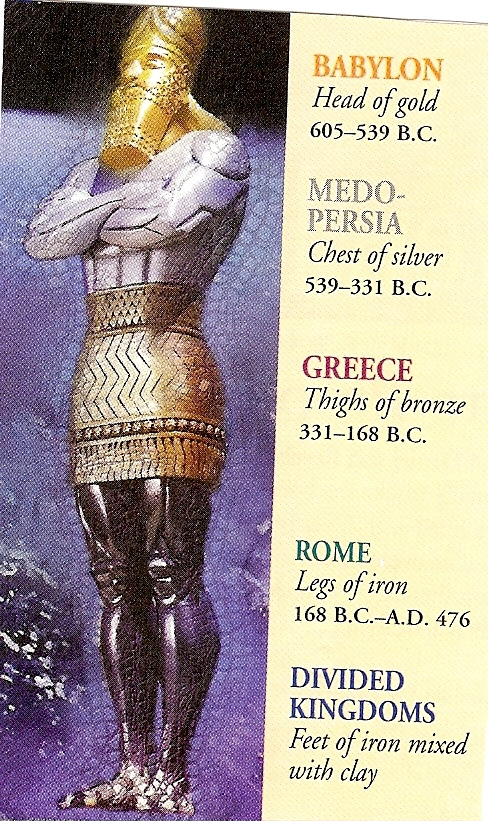 BABYLON
Head of gold
605–539 B.C.
MEDO-
PERSIA
Chest of silver
539–331 B.C.
GREECE
Thighs of bronze
331–168 B.C.
ROME
Legs of iron
168 B.C.–A.D. 476
DIVIDED
KINGDOMS
Feet of iron mixed
with clay